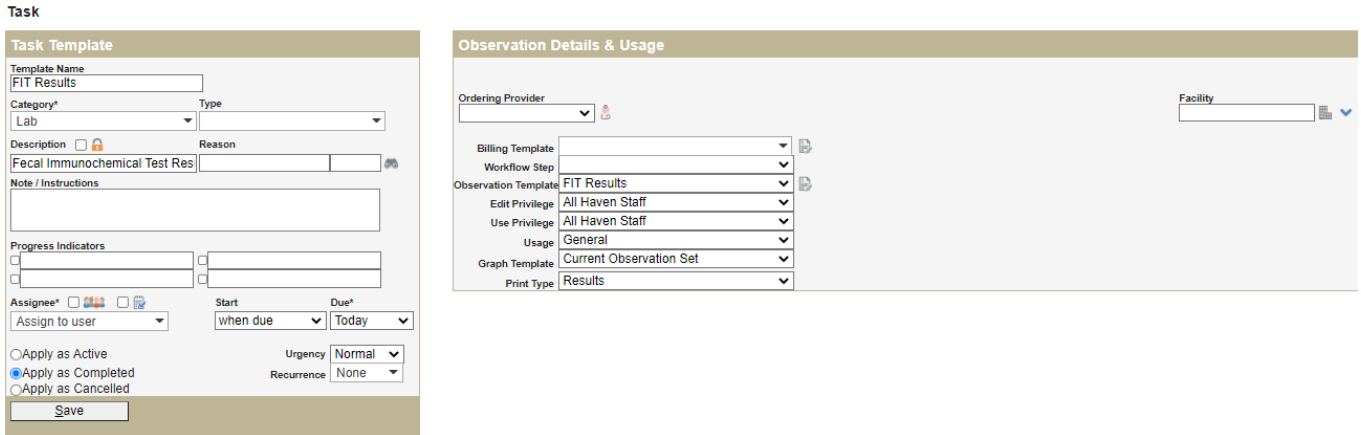 Task
Task Template
Template Name
FIT Results
Category* Type
Lab
Description Reason
Fecal Immunochemical Test Res
Note / Instructions
Progress Indicators
Assignee* Start Due*
Assign to user when due Today
Apply as Active Urgency Normal
Apply as Completed Recurrence None
Apply as Cancelled
Save
Observation Details & Usage
Ordering Provider Facility
Billing Template
Workflow Step
Observation Template FIT Results
Edit Privilege All Haven Staff
Use Privilege All Haven Staff
Usage General
Graph Template Current Observation Set
Print Type Results